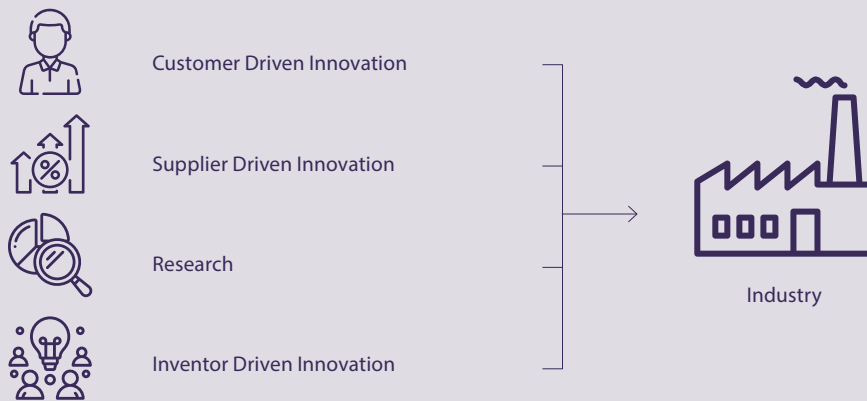 Customer Driven Innovation
Supplier Driven Innovation
%
Research
Industry
Inventor Driven Innovation